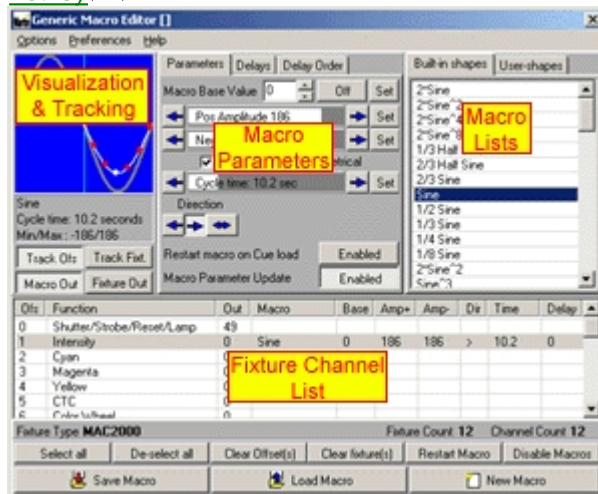 Generic Macro Editor []
Options Preferences Help
Visualization & Tracking
Sine
Cycle time: 10.2 seconds
Min/Max : -186/186
Track Ofs Track Fixt.
Macro Out Fixture Out
Parameters Delays Delay Order
Macro Base Value 0 Off Set
Pos Amplitude 186 Set
Set
Macro Parameters
Cycle time: 10.2 sec Set
Direction
Restart macro on Cue load Enabled
Macro Parameter Update Enabled
Built-in shapes User-shapes
2*Sine
2*Sine^2
2*Sine^4
2*Sine^8
1/3 Half
2/3 Half Sine
2/3 Sine
Sine
1/2 Sine
1/3 Sine
1/4 Sine
1/8 Sine
2*Sine^2
Sine^3
Macro Lists
Ofs Function Out Macro Base Amp+ Amp- Dir Time Delay
0 Shutter/Strobe/Reset/Lamp 49
1 Intensity 0 Sine 0 186 186 > 10.2 0
2 Cyan
3 Magenta
4 Yellow
5 CTC
6 Color Wheel 0
Fixture Channel List
Fixture Type MAC2000 Fixture Count 12 Channel Count 12
Select all De-select all Clear Offset(s) Clear fixture(s) Restart Macro Disable Macros
Save Macro Load Macro New Macro